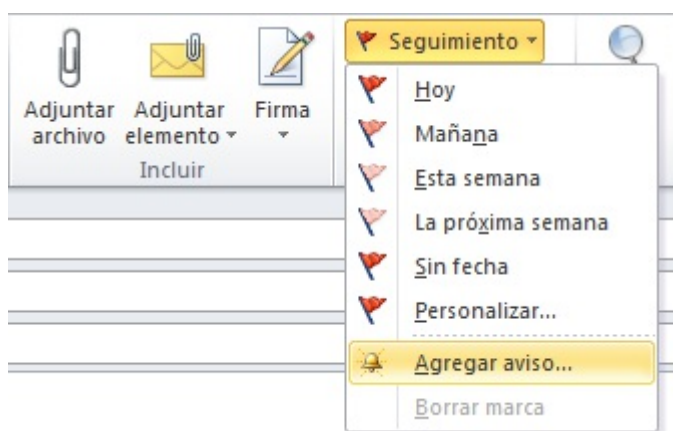 Adjuntar archivo
Adjuntar elemento
Firma
Incluir
Seguimiento
Hoy
Mañana
Esta semana
La próxima semana
Sin fecha
Personalizar...
Agregar aviso...
Borrar marca